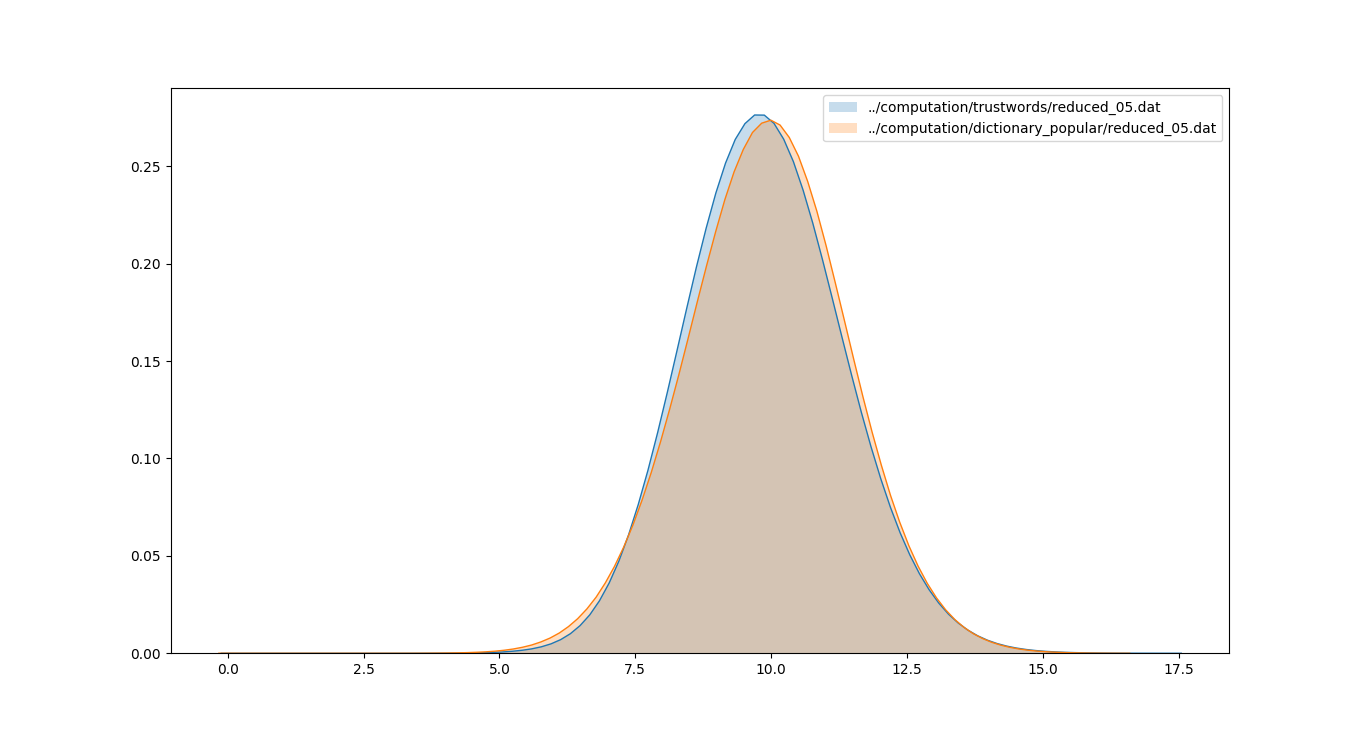 ../computation/trustwords/reduced_05.dat
../computation/dictionary_popular/reduced_05.dat
0.25
0.20
0.15
0.10
0.05
0.00
0.0 2.5 5.0 7.5 10.0 12.5 15.0 17.5